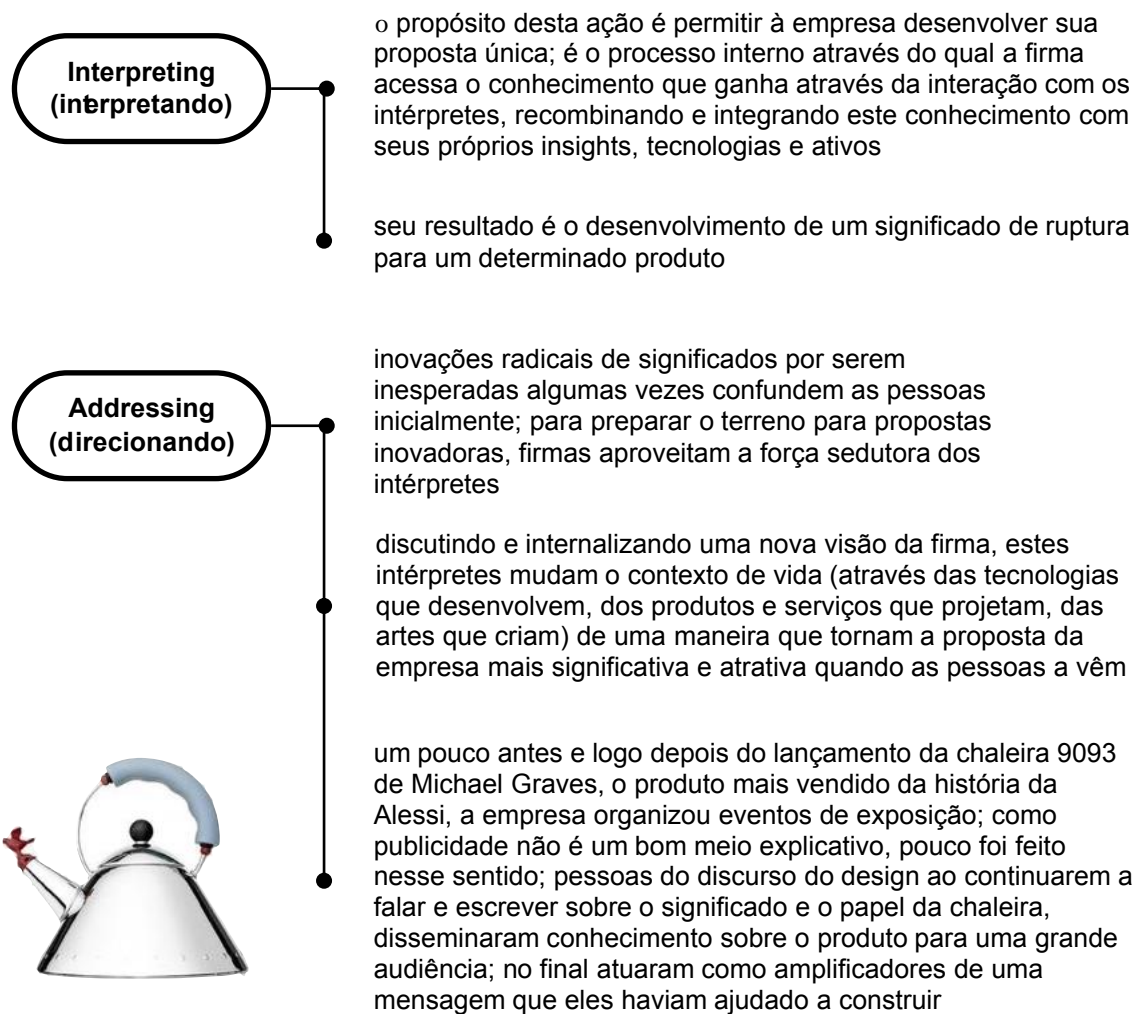 Interpreting
(interpretando)
o propósito desta ação é permitir à empresa desenvolver sua
proposta única; é o processo interno através do qual a firma
acessa o conhecimento que ganha através da interação com os
intérpretes, recombinando e integrando este conhecimento com
seus próprios insights, tecnologias e ativos
seu resultado é o desenvolvimento de um significado de ruptura
para um determinado produto
Addressing
(direcionando)
inovações radicais de significados por serem
inesperadas algumas vezes confundem as pessoas
inicialmente; para preparar o terreno para propostas
inovadoras, firmas aproveitam a força sedutora dos
intérpretes
discutindo e internalizando uma nova visão da firma, estes
intérpretes mudam o contexto de vida (através das tecnologias
que desenvolvem, dos produtos e serviços que projetam, das
artes que criam) de uma maneira que tornam a proposta da
empresa mais significativa e atrativa quando as pessoas a vêm
um pouco antes e logo depois do lançamento da chaleira 9093
de Michael Graves, o produto mais vendido da história da
Alessi, a empresa organizou eventos de exposição; como
publicidade não é um bom meio explicativo, pouco foi feito
nesse sentido; pessoas do discurso do design ao continuarem a
falar e escrever sobre o significado e o papel da chaleira,
disseminaram conhecimento sobre o produto para uma grande
audiência; no final atuaram como amplificadores de uma
mensagem que eles haviam ajudado a construir